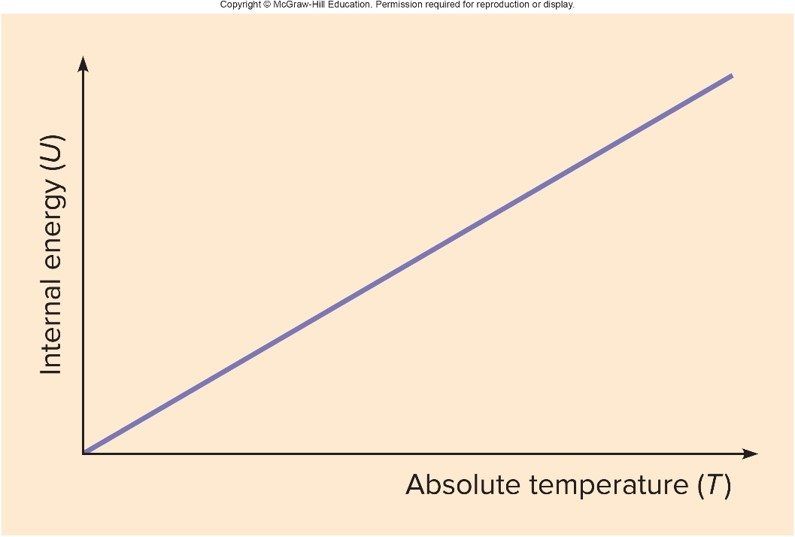 Copyright © McGraw-Hill Education. Permission required for reproduction or display.
Internal energy (U)
Absolute temperature (T)